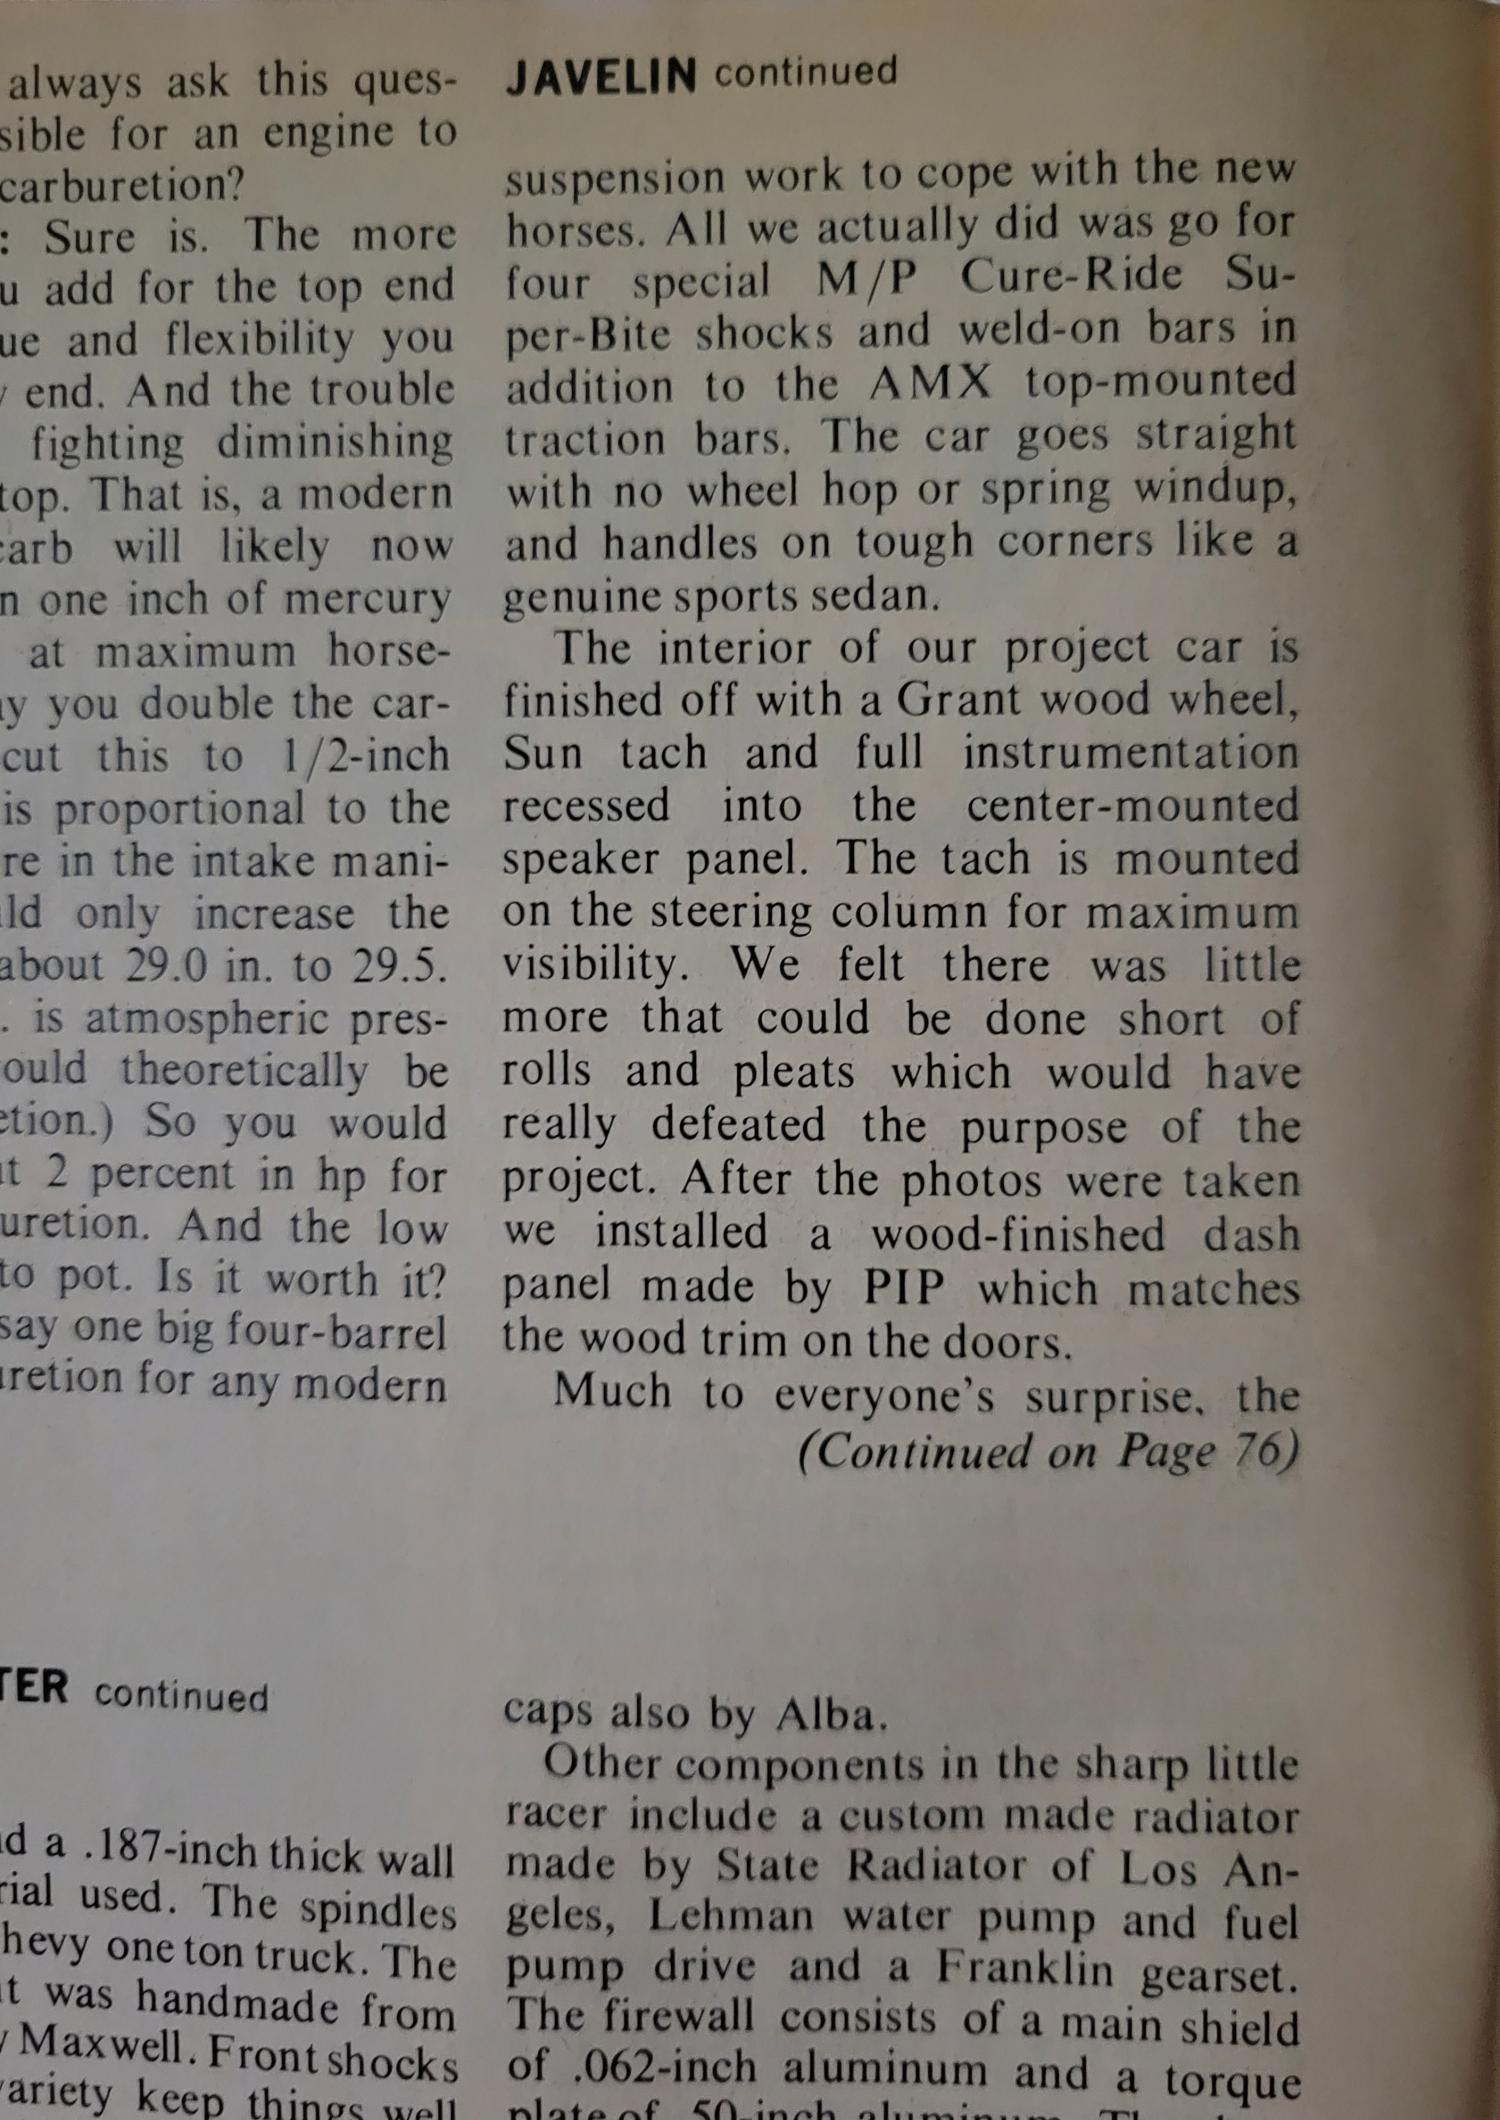 always ask this ques-
for an engine to
carburetion?
: Sure is. The more
add for the top end
and flexibility you
end. And the trouble
fighting diminishing
top. That is, a modern
carb will likely now
one inch of mercury
at maximum horse-
you double the car-
cut this to 1/2-inch
is proportional to the
in the intake mani-
only increase the
about 29.0 in. to 29.5.
. is atmospheric pres-
theoretically be
So you would
2 percent in hp for
And the low
to pot. Is it worth it?
say one big four-barrel
for any modern
JAVELIN continued
suspension work to cope with the new
horses. All we actually did was go for
four special M/P Cure-Ride Su-
per-Bite shocks and weld-on bars in
addition to the AMX top-mounted
traction bars. The car goes straight
with no wheel hop or spring windup,
and handles on tough corners like a
genuine sports sedan.
The interior of our project car is
finished off with a Grant wood wheel,
Sun tach and full instrumentation
recessed into the center-mounted
speaker panel. The tach is mounted
on the steering column for maximum
visibility. We felt there was little
more that could be done short of
rolls and pleats which would have
really defeated the purpose of the
project. After the photos were taken
we installed a wood-finished dash
panel made by PIP which matches
the wood trim on the doors.
Much to everyone's surprise, the
(Continued on Page 76)
TER continued
a .187-inch thick wall
used. The spindles
one ton truck. The
was handmade from
Maxwell. Front shocks
keep things well
caps also by Alba.
Other components in the sharp little
racer include a custom made radiator
made by State Radiator of Los An-
geles, Lehman water pump and fuel
pump drive and a Franklin gearset.
The firewall consists of a main shield
of .062-inch aluminum and a torque
plate of .50-inch aluminum.